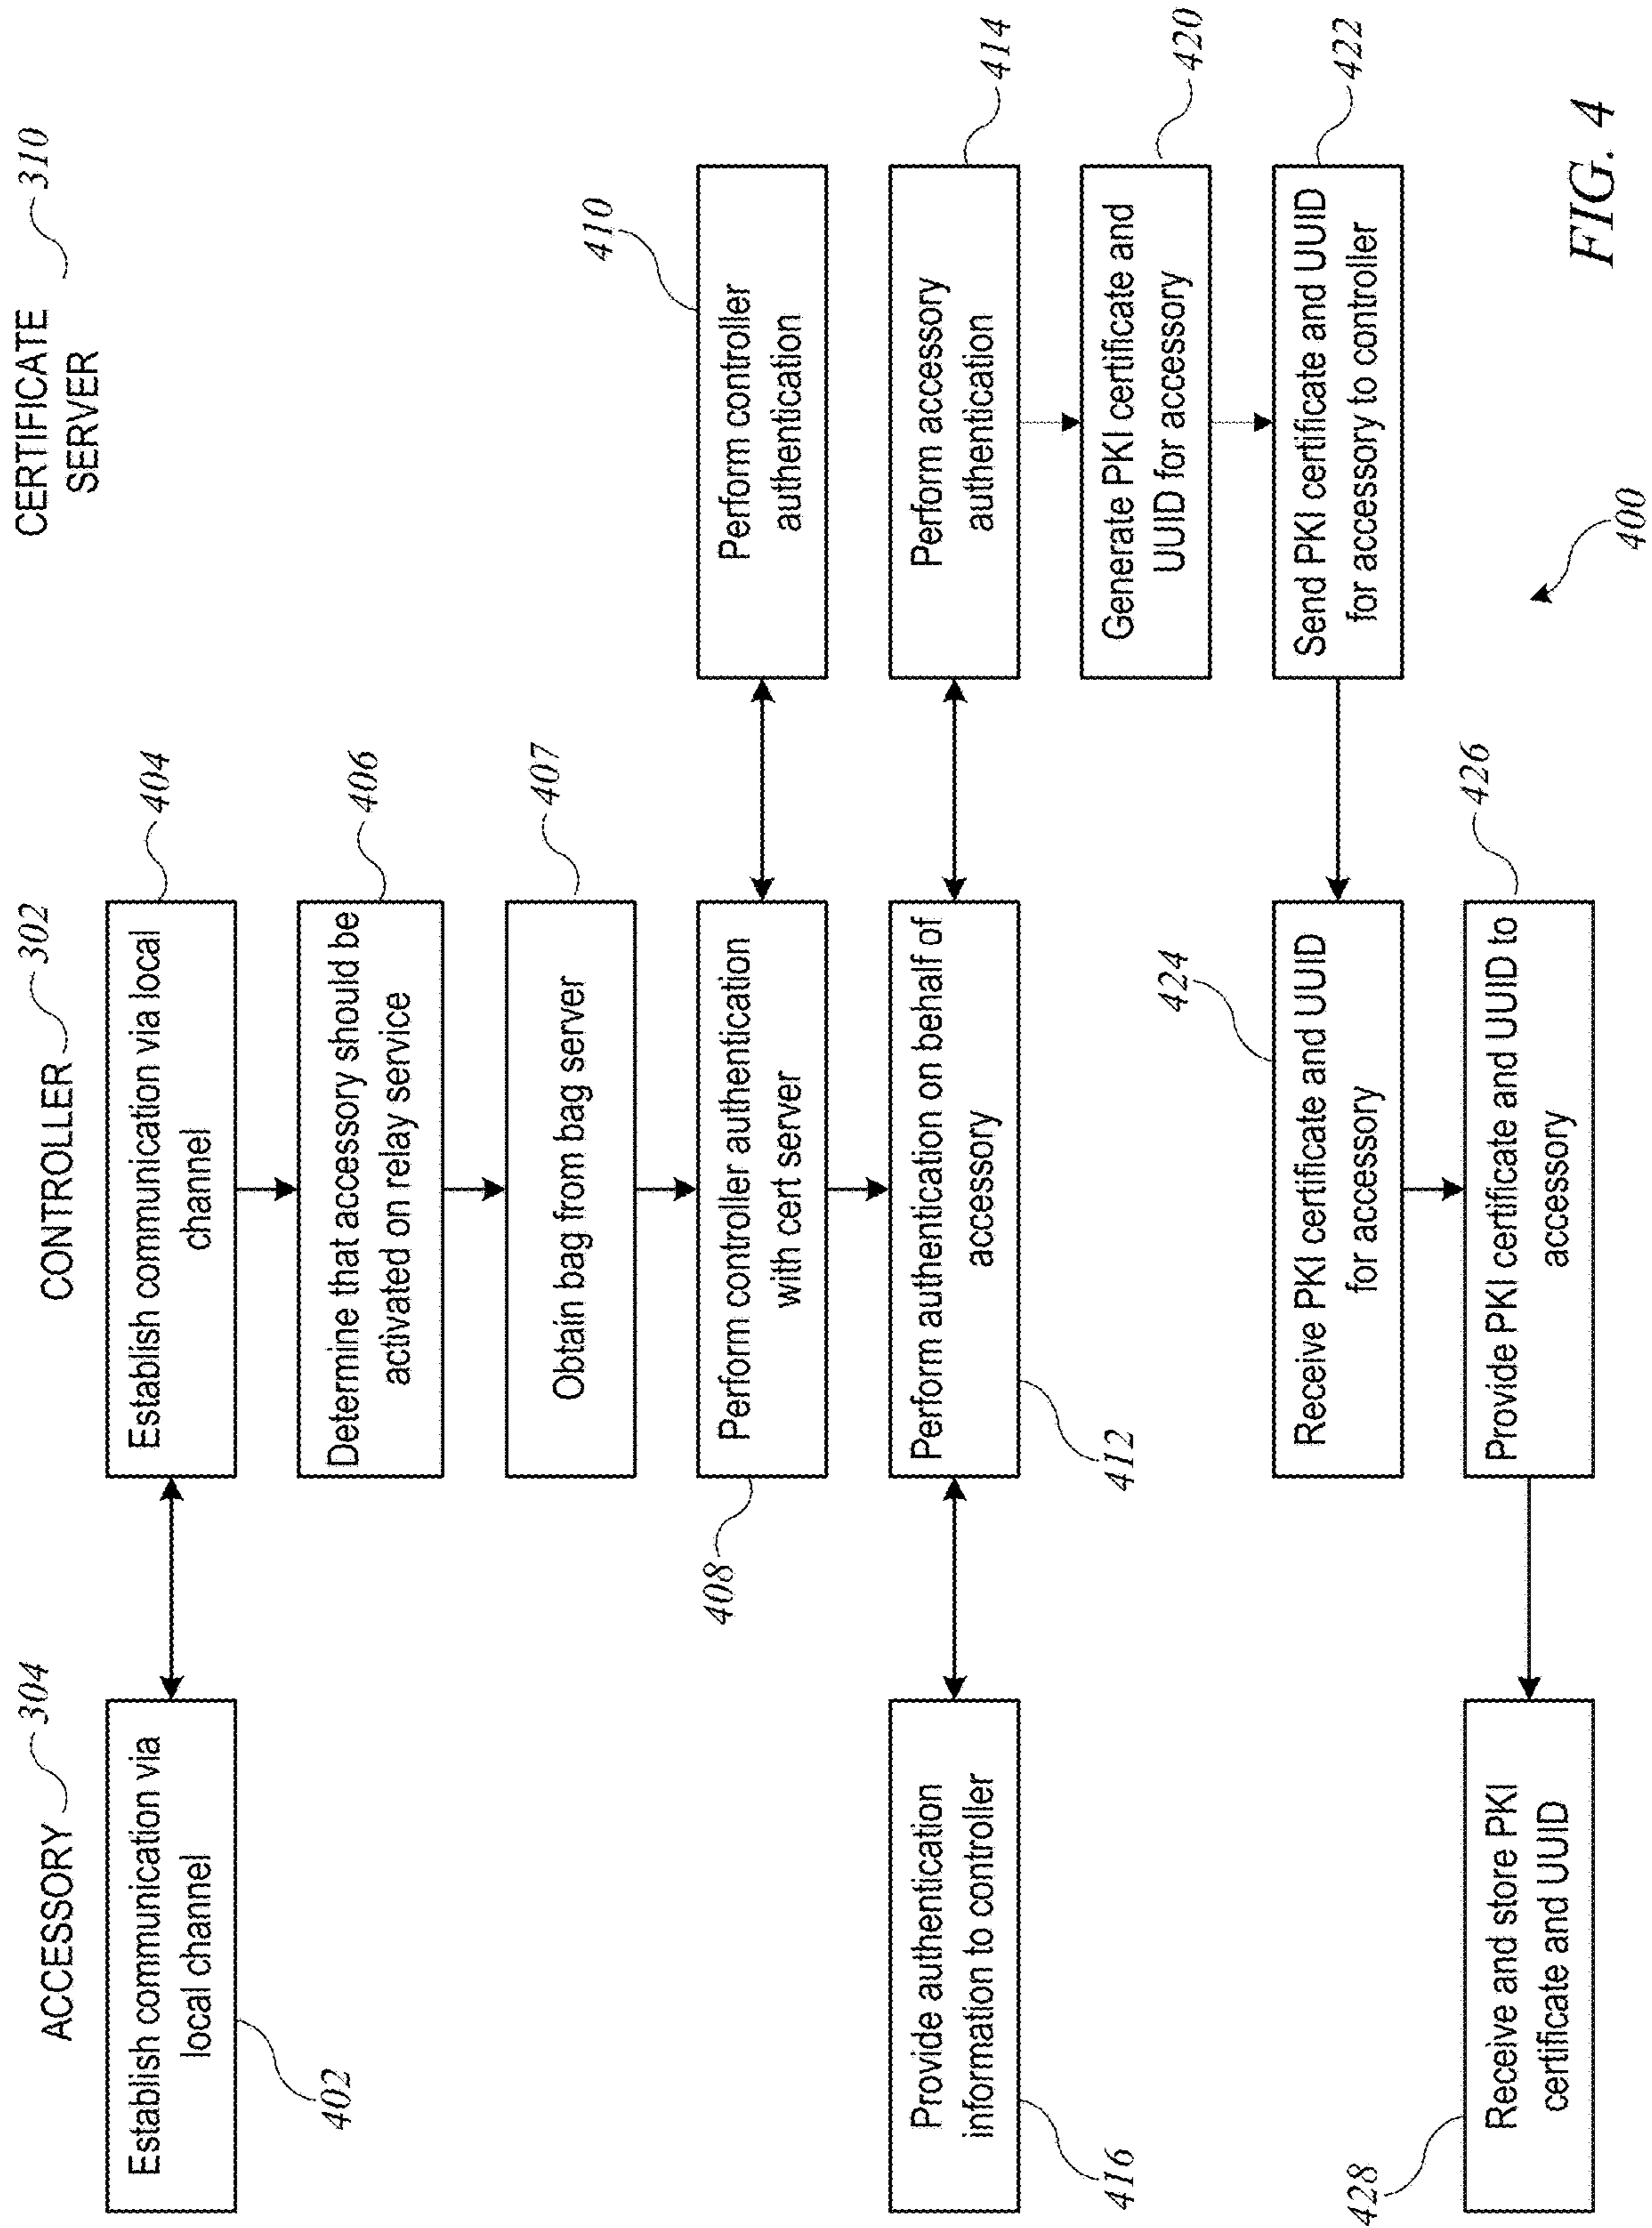 ACCESSORY
304
CONTROLLER
302
CERTIFICATE
SERVER
310
Establish communication via
local channel
402
Establish communication via local
channel
404
Determine that accessory should be
activated on relay service
406
Obtain bag from bag server
407
Perform controller authentication
with cert server
408
Perform controller
authentication
410
Provide authentication
information to controller
416
Perform authentication on behalf of
accessory
412
Perform accessory
authentication
414
Generate PKI certificate and
UUID for accessory
420
Receive PKI certificate and UUID
for accessory
424
Send PKI certificate and UUID
for accessory to controller
422
Receive and store PKI
certificate and UUID
428
Provide PKI certificate and UUID to
accessory
426
400
FIG. 4